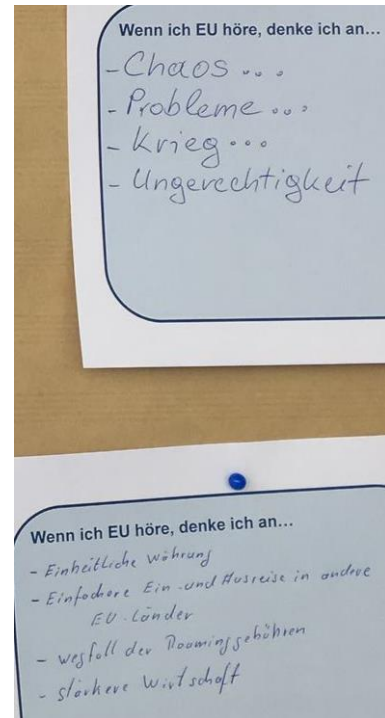 Wenn ich EU höre, denke ich an...
- Chaos...
- Probleme...
- Krieg...
- Ungerechtigkeit
Wenn ich EU höre, denke ich an...
- Einheitliche Währung
- Einfachere Ein- und Ausreise in andere
EU-Länder
- wegfall der Roaminggebühren
- stärkere Wirtschaft